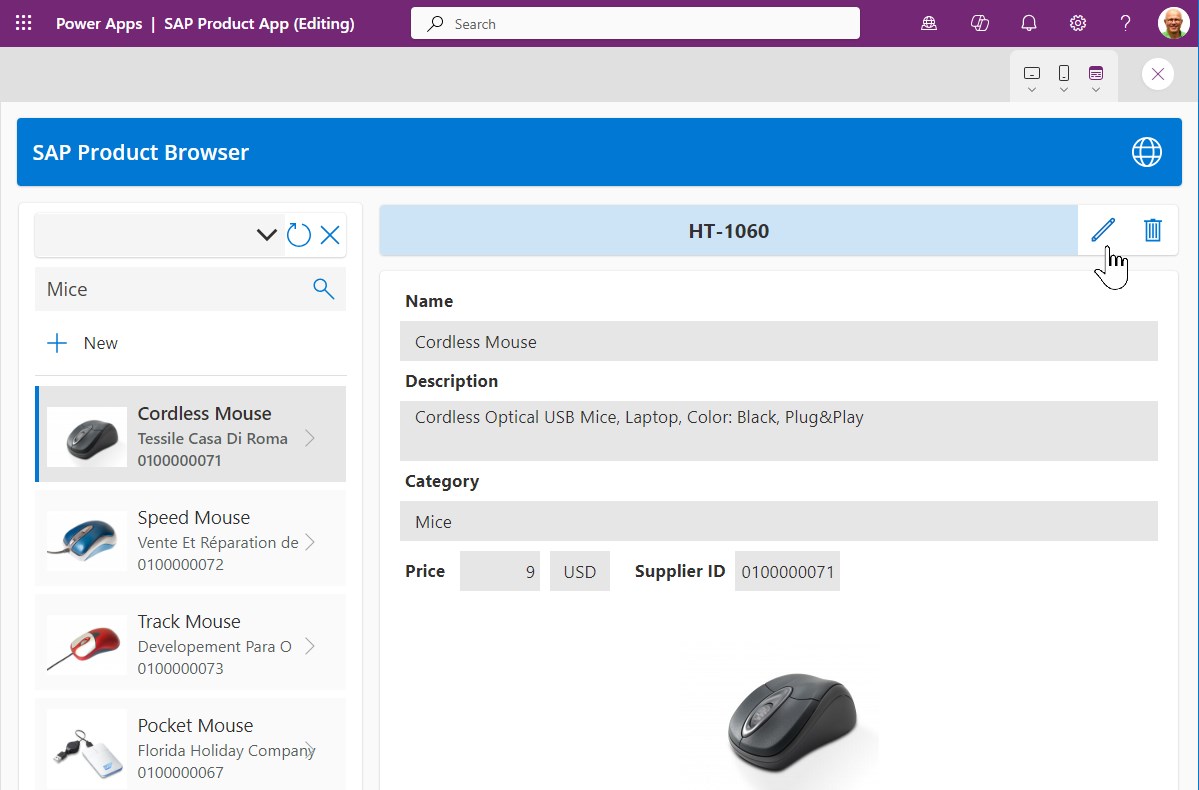 Power Apps | SAP Product App (Editing)
Search
SAP Product Browser
Mice
New
Cordless Mouse
Tessile Casa Di Roma
0100000071
Speed Mouse
Vente Et Réparation de
0100000072
Track Mouse
Developement Para O
0100000073
Pocket Mouse
Florida Holiday Company
0100000067
HT-1060
Name
Cordless Mouse
Description
Cordless Optical USB Mice, Laptop, Color: Black, Plug&Play
Category
Mice
Price 9 USD Supplier ID 0100000071